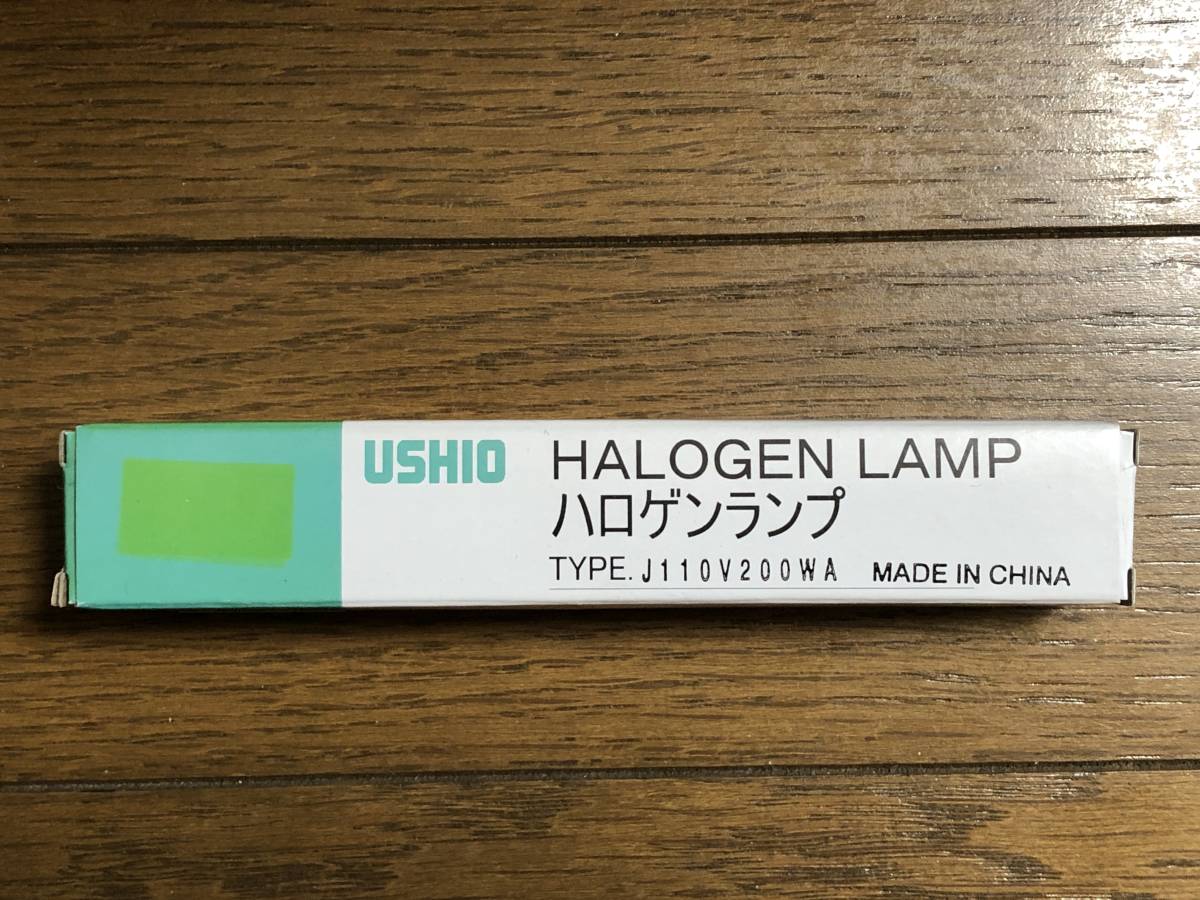 USHIO
HALOGEN LAMP
ハロゲンランプ
TYPE. J110V200WA MADE IN CHINA